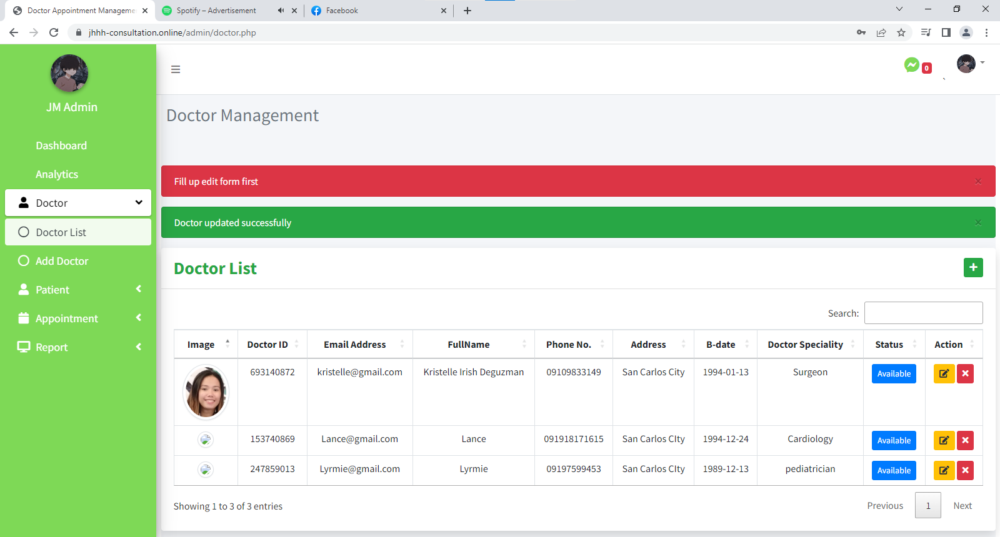 Doctor Appointment Manageme
Spotify – Advertisement
Facebook
jhhh-consultation.online/admin/doctor.php
JM Admin
0
Dashboard
Analytics
Doctor
Doctor List
Add Doctor
Patient
Appointment
Report
Doctor Management
Fill up edit form first ×
Doctor updated successfully ×
Doctor List
Search:
Image Doctor ID Email Address FullName Phone No. Address B-date Doctor Speciality Status Action
693140872 kristelle@gmail.com Kristelle Irish Deguzman 09109833149 San Carlos City 1994-01-13 Surgeon Available
153740869 Lance@gmail.com Lance 091918171615 San Carlos CIty 1994-12-24 Cardiology Available
247859013 Lyrmie@gmail.com Lyrmie 09197599453 San Carlos CIty 1989-12-13 pediatrician Available
Showing 1 to 3 of 3 entries
Previous 1 Next